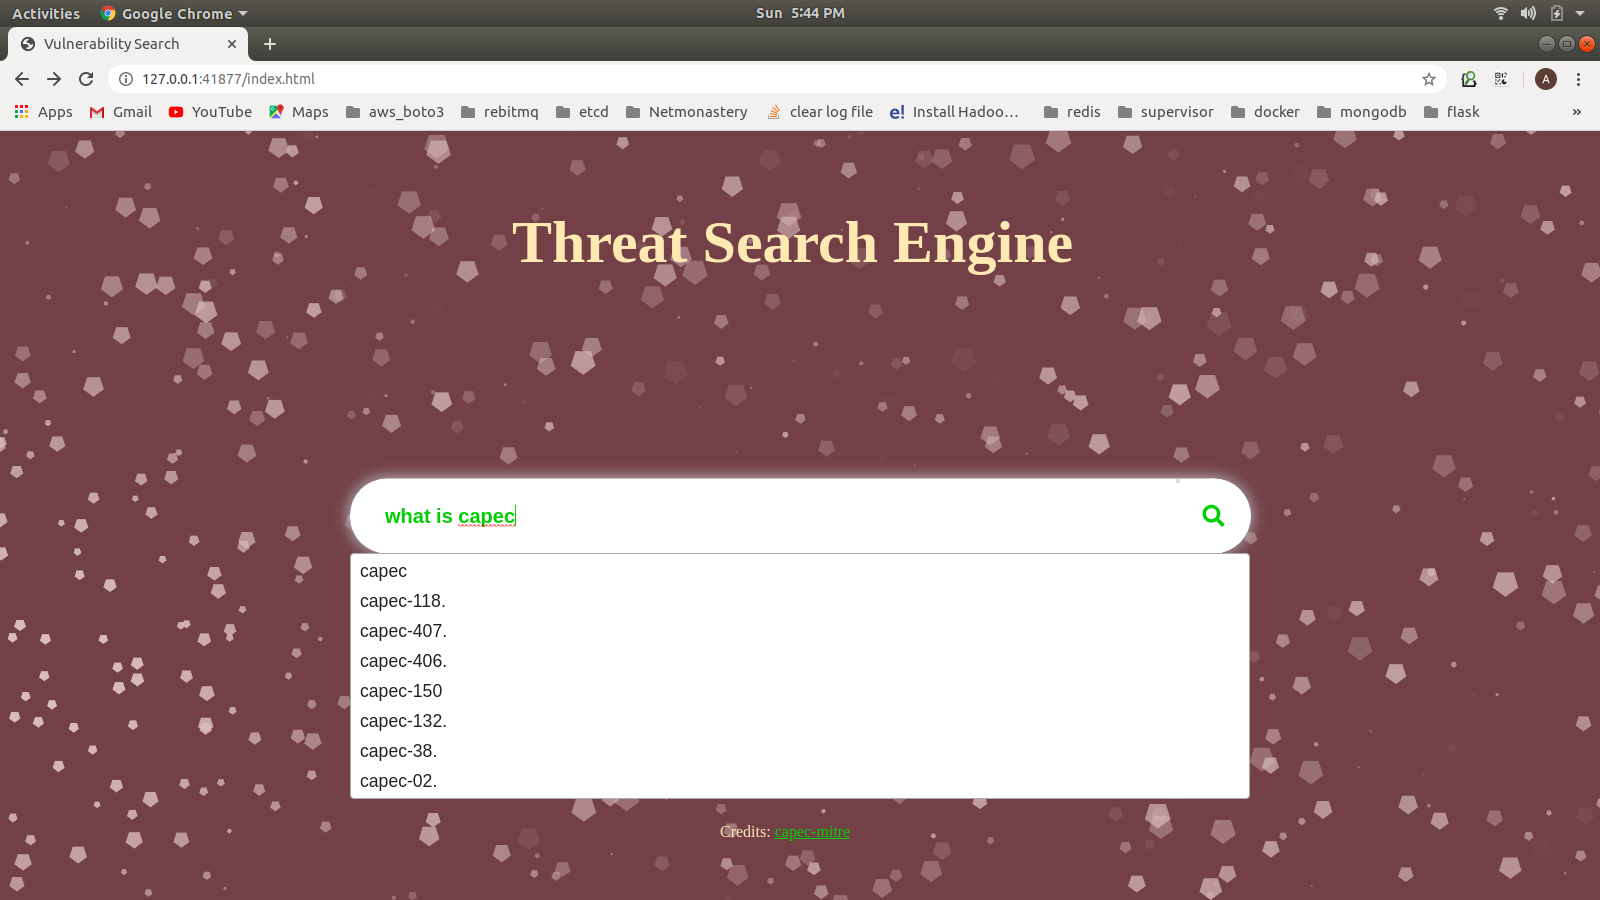 Activities Google Chrome Sun 5:44 PM
Vulnerability Search
127.0.0.1:41877/index.html A
Apps Gmail YouTube Maps aws_boto3 rebitmq etcd Netmonastery clear log file e! Install Hadoo… redis supervisor docker mongodb flask »
Threat Search Engine
what is capec
capec
capec-118.
capec-407.
capec-406.
capec-150
capec-132.
capec-38.
capec-02.
Credits: capec-mitre